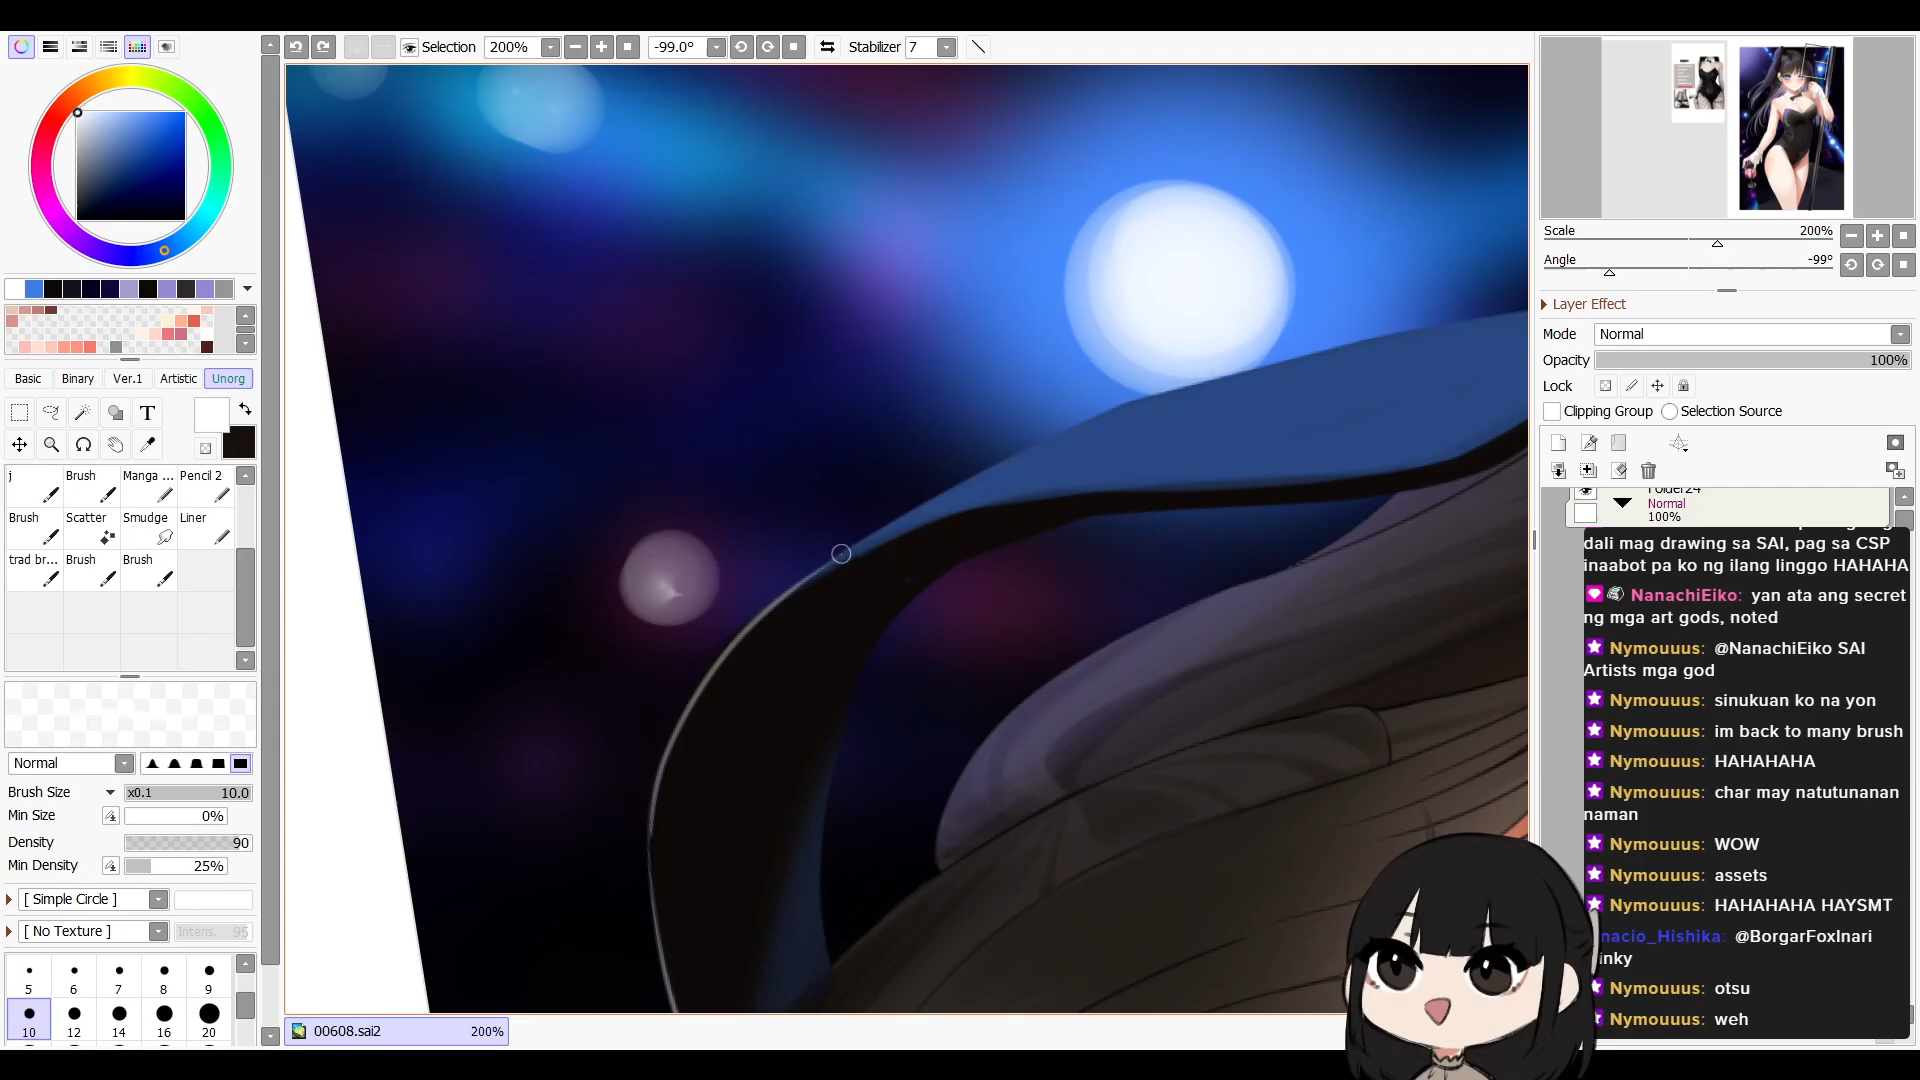 Selection 200% -99.0° Stabilizer 7
Scale 200%
Angle -99°
Layer Effect
Mode Normal
Opacity 100%
Lock
Clipping Group Selection Source
Basic Binary Ver.1 Artistic Unorg
T
j Brush Manga ... Pencil 2
Brush Scatter Smudge Liner
trad br... Brush Brush
Normal
Brush Size x0.1 10.0
Min Size 0%
Density 90
Min Density 25%
[ Simple Circle ]
[ No Texture ] Intens. 95
5 6 7 8 9
10 12 14 16 20
00608.sai2 200%
Folder24
Normal
100%
dali mag drawing sa SAI, pag sa CSP
inaabot pa ko ng ilang linggo HAHAHA
NanachiEiko: yan ata ang secret
ng mga art gods, noted
Nymouuus: @NanachiEiko SAI
Artists mga god
Nymouuus: sinukuan ko na yon
Nymouuus: im back to many brush
Nymouuus: HAHAHAHA
Nymouuus: char may natutunanan
naman
Nymouuus: WOW
Nymouuus: assets
Nymouuus: HAHAHAHA HAYSMT
nacio_Hishika: @BorgarFoxInari
inky
Nymouuus: otsu
Nymouuus: weh